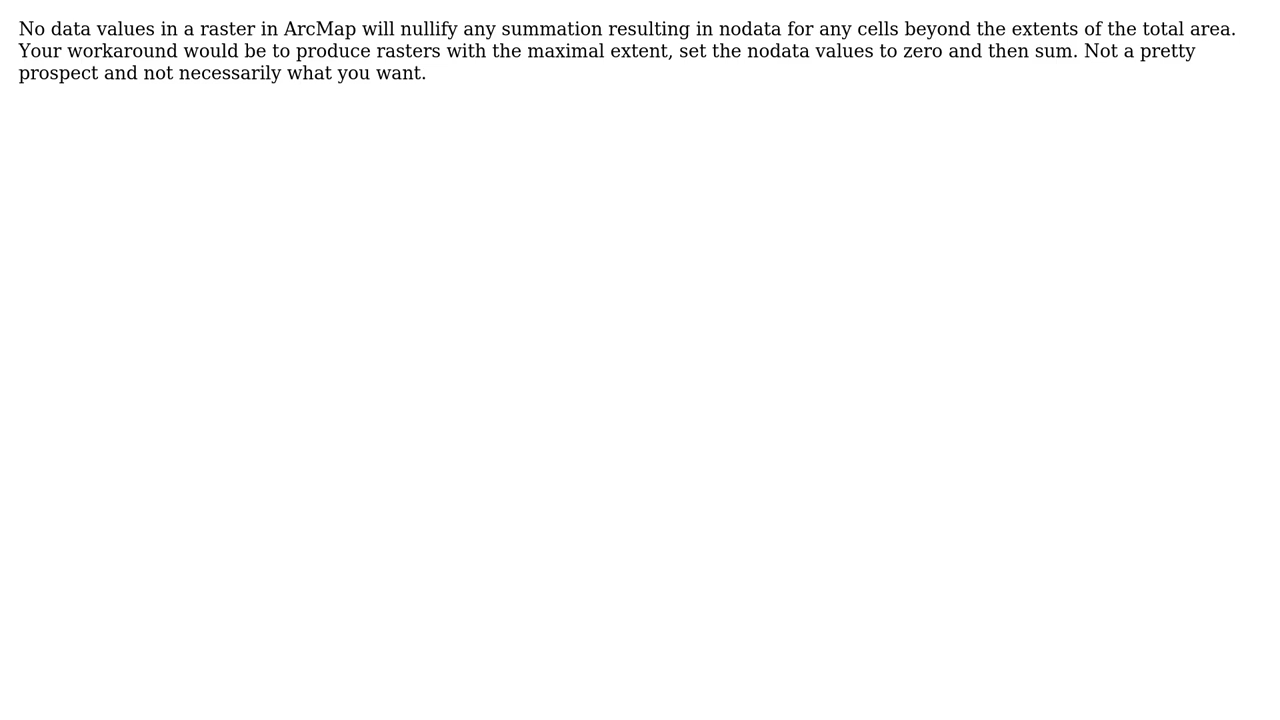 No data values in a raster in ArcMap will nullify any summation resulting in nodata for any cells beyond the extents of the total area.
Your workaround would be to produce rasters with the maximal extent, set the nodata values to zero and then sum. Not a pretty
prospect and not necessarily what you want.